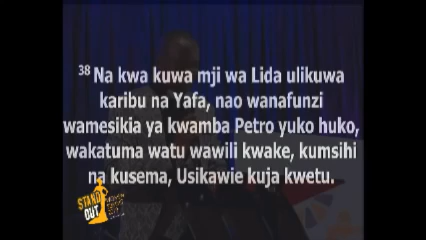 38 Na kwa kuwa mji wa Lida ulikuwa
karibu na Yafa, nao wanafunzi
wamesikia ya kwamba Petro yuko huko,
wakatuma watu wawili kwake, kumsihi
na kusema, Usikawie kuja kwetu.
STAND
OUT